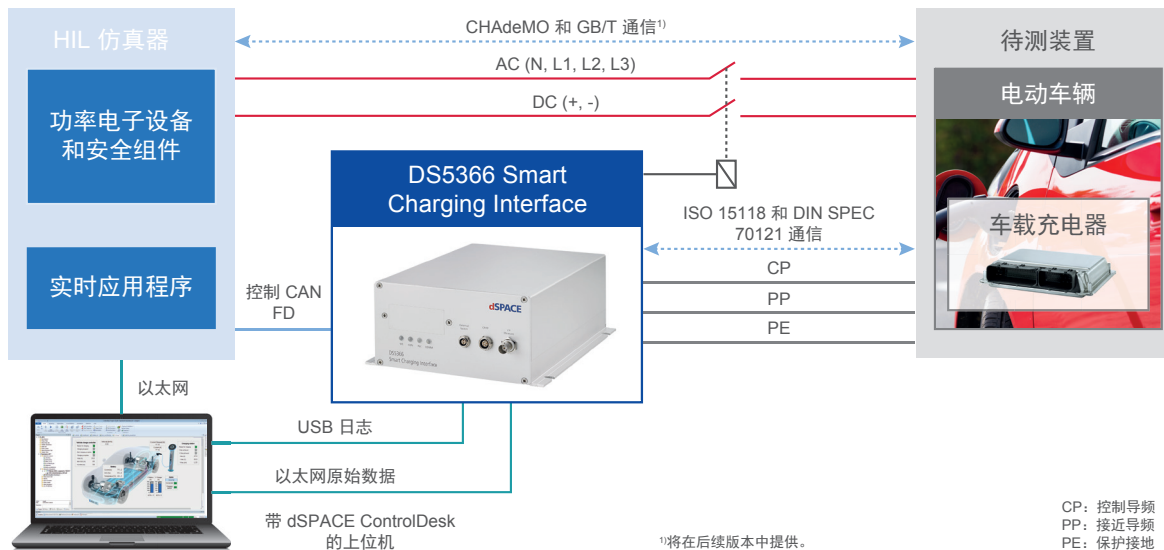 HIL 仿真器
功率电子设备
和安全组件
实时应用程序
CHAdeMO 和 GB/T 通信¹⁾
AC (N, L1, L2, L3)
DC (+, -)
DS5366 Smart
Charging Interface
dSPACE
DS5366
Smart Charging Interface
控制 CAN
FD
ISO 15118 和 DIN SPEC
70121 通信
CP
PP
PE
待测装置
电动车辆
车载充电器
以太网
USB 日志
以太网原始数据
带 dSPACE ControlDesk
的上位机
¹⁾将在后续版本中提供。
CP：控制导频
PP：接近导频
PE：保护接地